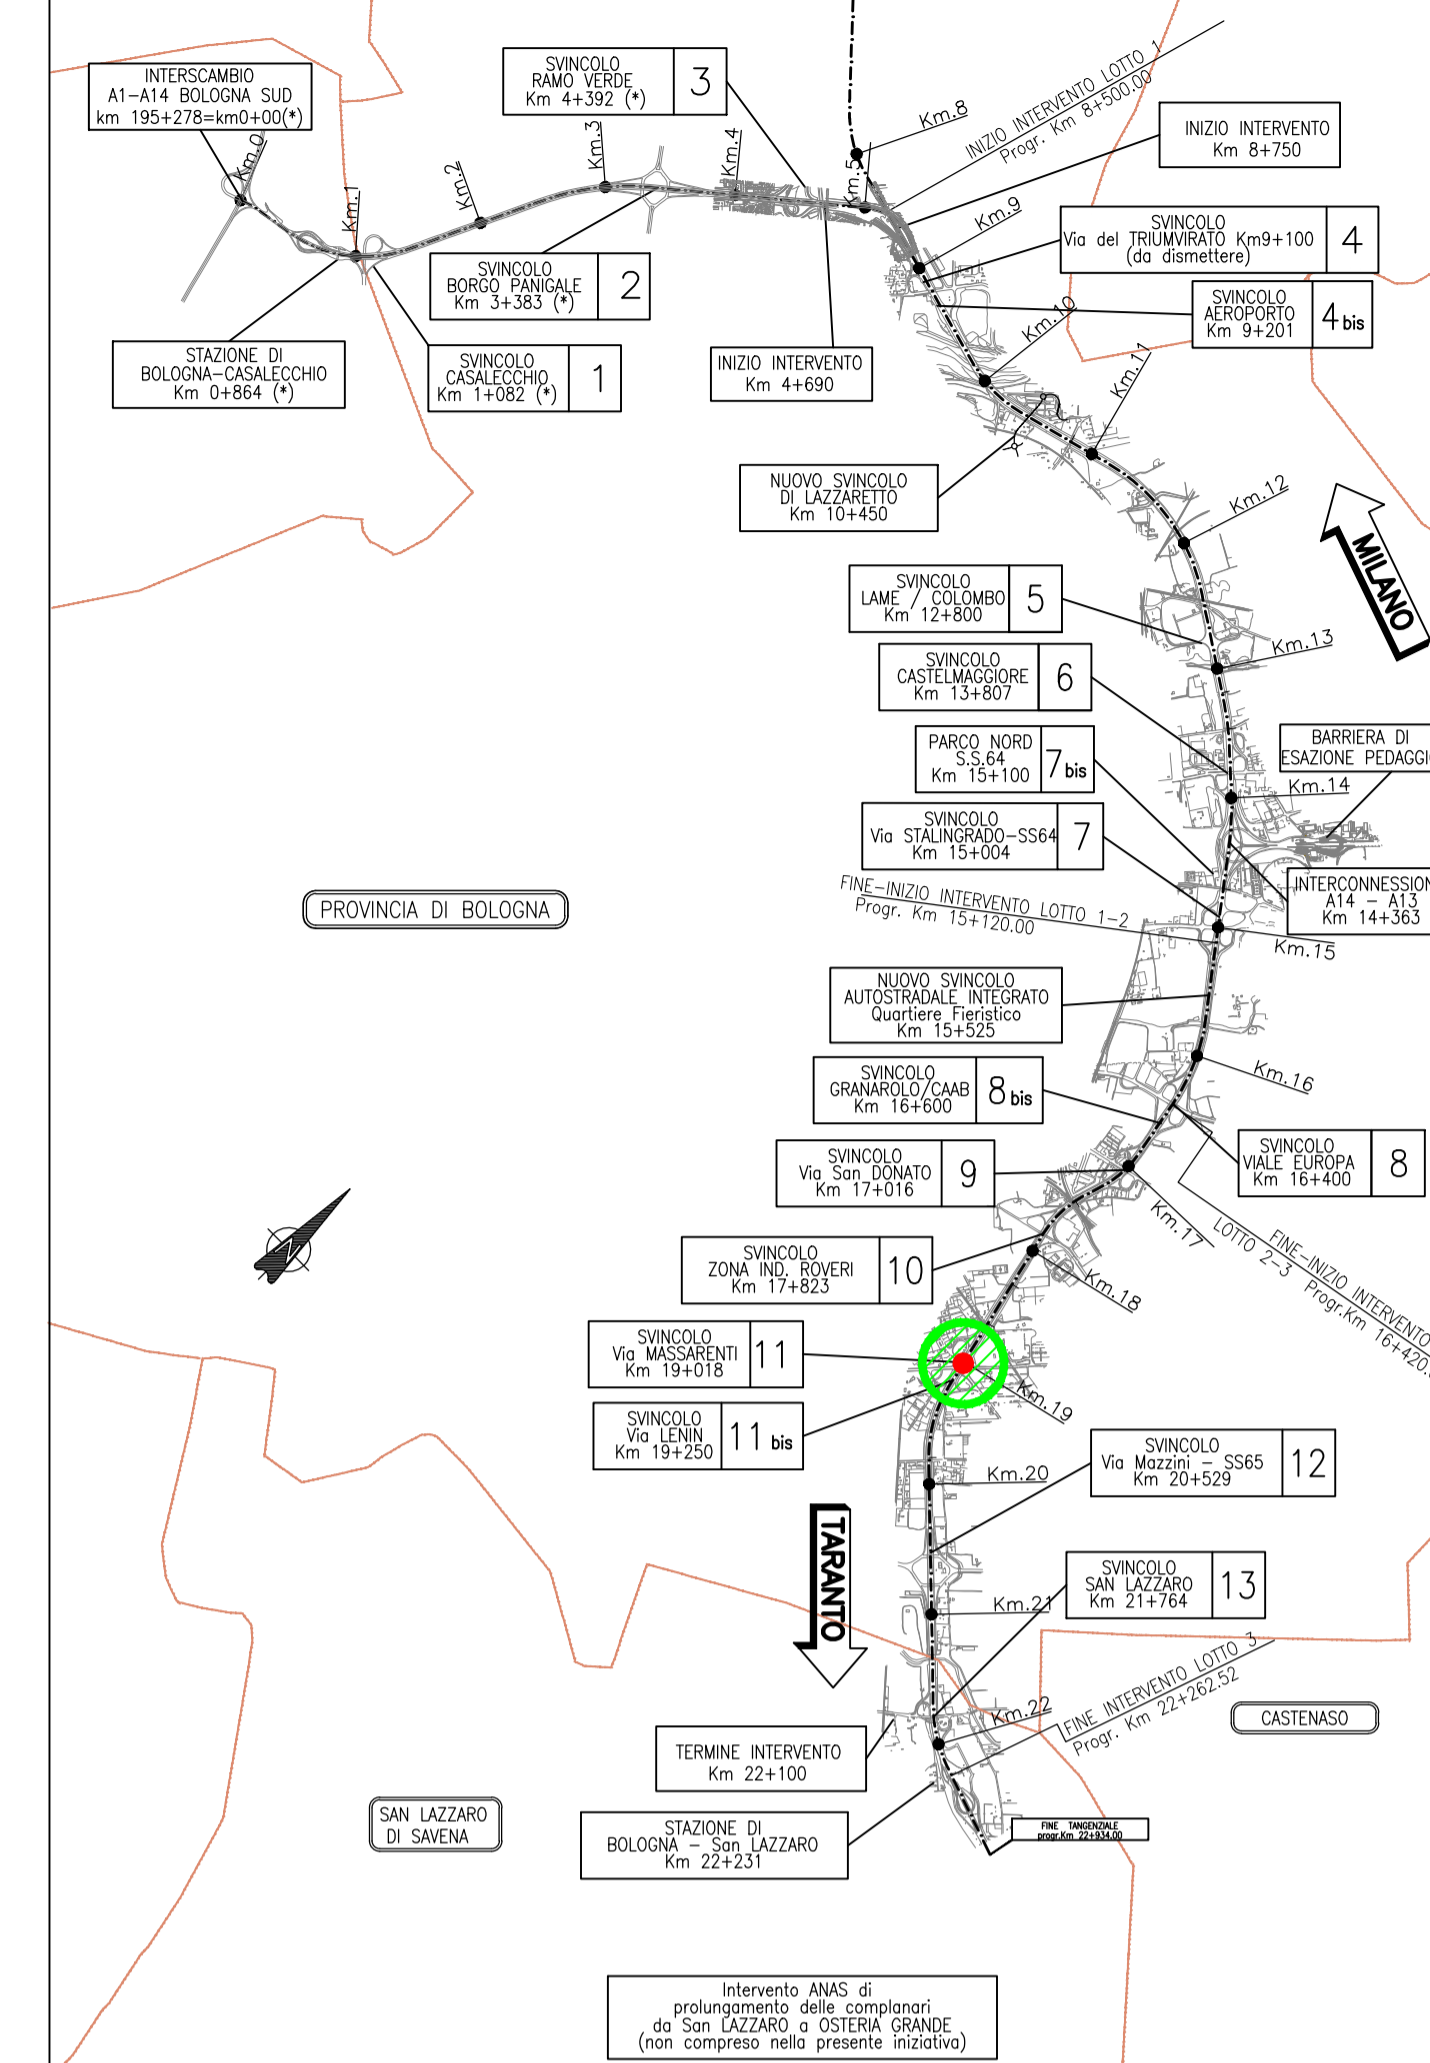 INTERSCAMBIO
A1-A14 BOLOGNA SUD
km 195+278=km0+00(*)
SVINCOLO
RAMO VERDE
Km 4+392 (*)
3
Km.0
Km.1
Km.2
Km.3
Km.4
Km.5
Km.8
INIZIO INTERVENTO LOTTO 1
Progr. Km 8+500.00
INIZIO INTERVENTO
Km 8+750
Km.9
SVINCOLO
Via del TRIUMVIRATO Km9+100
(da dismettere)
4
SVINCOLO
BORGO PANIGALE
Km 3+383 (*)
2
SVINCOLO
AEROPORTO
Km 9+201
4 bis
Km.10
STAZIONE DI
BOLOGNA-CASALECCHIO
Km 0+864 (*)
SVINCOLO
CASALECCHIO
Km 1+082 (*)
1
INIZIO INTERVENTO
Km 4+690
Km.11
NUOVO SVINCOLO
DI LAZZARETTO
Km 10+450
Km.12
MILANO
SVINCOLO
LAME / COLOMBO
Km 12+800
5
Km.13
SVINCOLO
CASTELMAGGIORE
Km 13+807
6
PARCO NORD
S.S.64
Km 15+100
7 bis
BARRIERA DI
ESAZIONE PEDAGGI
Km.14
SVINCOLO
Via STALINGRADO-SS64
Km 15+004
7
FINE-INIZIO INTERVENTO LOTTO 1-2
Progr. Km 15+120.00
INTERCONNESSION
A14 - A13
Km 14+363
Km.15
PROVINCIA DI BOLOGNA
NUOVO SVINCOLO
AUTOSTRADALE INTEGRATO
Quartiere Fieristico
Km 15+525
SVINCOLO
GRANAROLO/CAAB
Km 16+600
8 bis
Km.16
SVINCOLO
Via San DONATO
Km 17+016
9
SVINCOLO
VIALE EUROPA
Km 16+400
8
Km.17
FINE-INIZIO INTERVENTO
LOTTO 2-3 Progr.Km 16+420.
SVINCOLO
ZONA IND. ROVERI
Km 17+823
10
Km.18
SVINCOLO
Via MASSARENTI
Km 19+018
11
Km.19
SVINCOLO
Via LENIN
Km 19+250
11 bis
SVINCOLO
Via Mazzini - SS65
Km 20+529
12
Km.20
TARANTO
SVINCOLO
SAN LAZZARO
Km 21+764
13
Km.21
FINE INTERVENTO LOTTO 3
Progr. Km 22+262.52
Km.22
CASTENASO
TERMINE INTERVENTO
Km 22+100
SAN LAZZARO
DI SAVENA
STAZIONE DI
BOLOGNA - San LAZZARO
Km 22+231
FINE TANGENZIALE
progr.Km 22+934.00
Intervento ANAS di
prolungamento delle complanari
da San LAZZARO a OSTERIA GRANDE
(non compreso nella presente iniziativa)